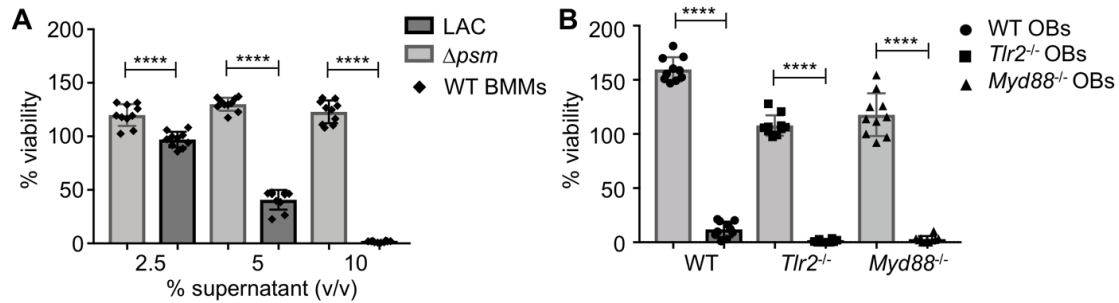 A
200
150
100
50
0
% viability
****
****
****
2.5
5
10
% supernatant (v/v)
LAC
Δpsm
WT BMMs
B
200
150
100
50
0
% viability
****
****
****
WT
Tlr2-/-
Myd88-/-
WT OBs
Tlr2-/- OBs
Myd88-/- OBs